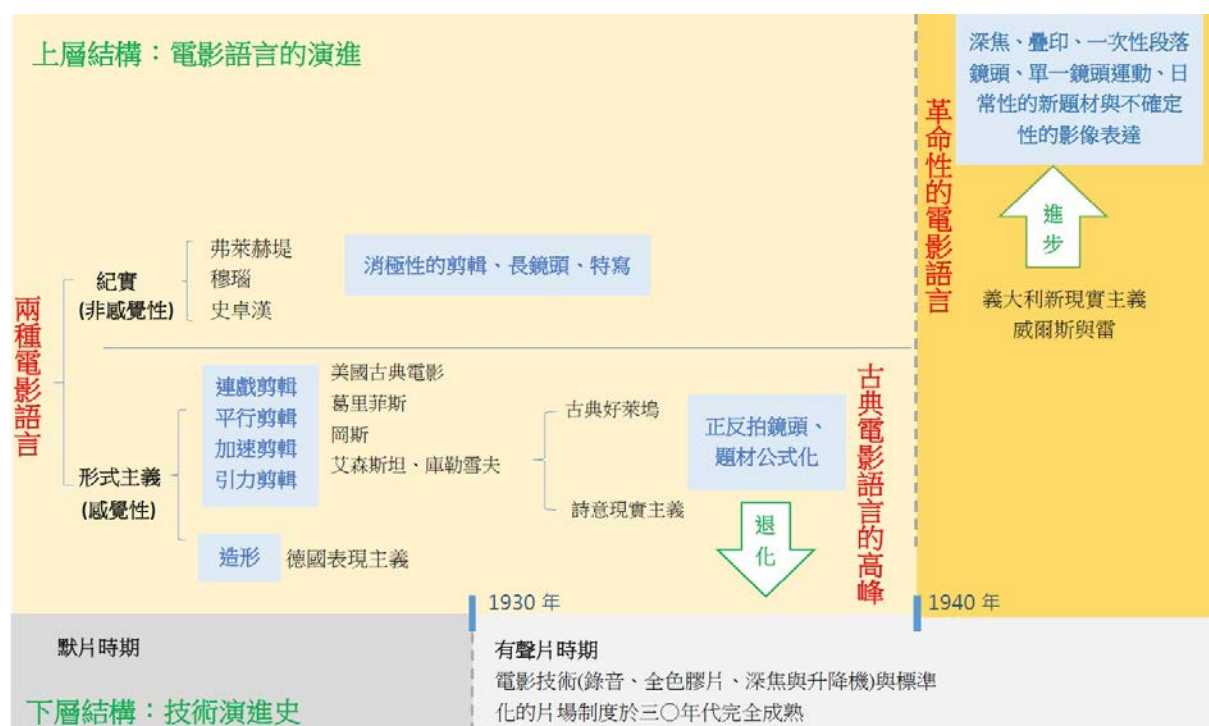 上層結構：電影語言的演進
深焦、疊印、一次性段落
鏡頭、單一鏡頭運動、日
常性的新題材與不確定
性的影像表達
革命性的電影語言
進
步
義大利新現實主義
威爾斯與雷
兩種電影語言
紀實
(非感覺性)
弗萊赫堤
穆瑙
史卓漢
消極性的剪輯、長鏡頭、特寫
形式主義
(感覺性)
連戲剪輯
平行剪輯
加速剪輯
引力剪輯
美國古典電影
葛里菲斯
岡斯
艾森斯坦、庫勒雪夫
古典好萊塢
詩意現實主義
正反拍鏡頭、
題材公式化
退
化
古典電影語言的高峰
造形
德國表現主義
1930 年
1940 年
默片時期
有聲片時期
電影技術(錄音、全色膠片、深焦與升降機)與標準
化的片場制度於三〇年代完全成熟
下層結構：技術演進史